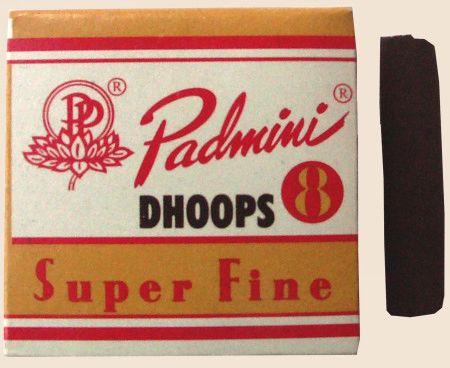 PP ®
Padmini ®
DHOOPS 8
Super Fine